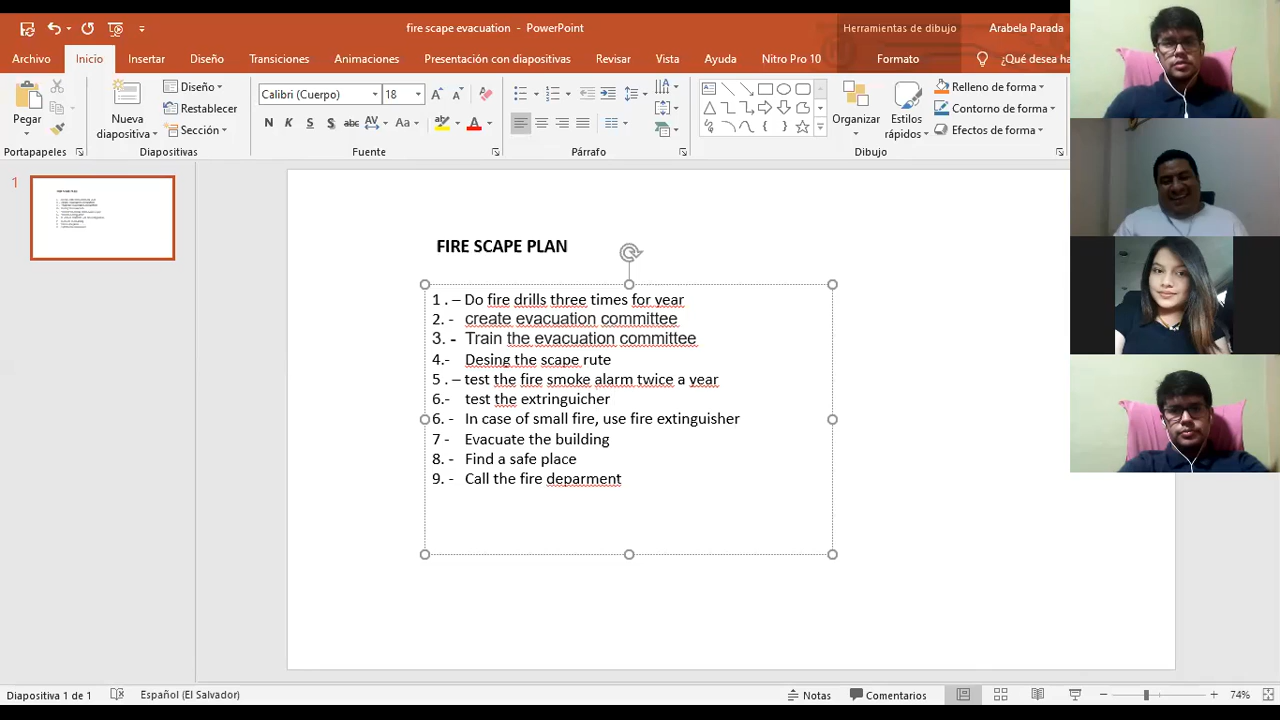 fire scape evacuation - PowerPoint
Herramientas de dibujo
Arabela Parada
Archivo
Inicio
Insertar
Diseño
Transiciones
Animaciones
Presentación con diapositivas
Revisar
Vista
Ayuda
Nitro Pro 10
Formato
¿Qué desea ha
Pegar
Nueva diapositiva
Diseño
Restablecer
Sección
Calibri (Cuerpo)
18
N K S S abc AV Aa A
Organizar
Estilos rápidos
Relleno de forma
Contorno de forma
Efectos de forma
Portapapeles
Diapositivas
Fuente
Párrafo
Dibujo
1
FIRE SCAPE PLAN
1 . – Do fire drills three times for year
2. - create evacuation committee
3. - Train the evacuation committee
4.- Desing the scape rute
5 . – test the fire smoke alarm twice a year
6.- test the extringuicher
6. - In case of small fire, use fire extinguisher
7 - Evacuate the building
8. - Find a safe place
9. - Call the fire deparment
Diapositiva 1 de 1
Español (El Salvador)
Notas
Comentarios
74%